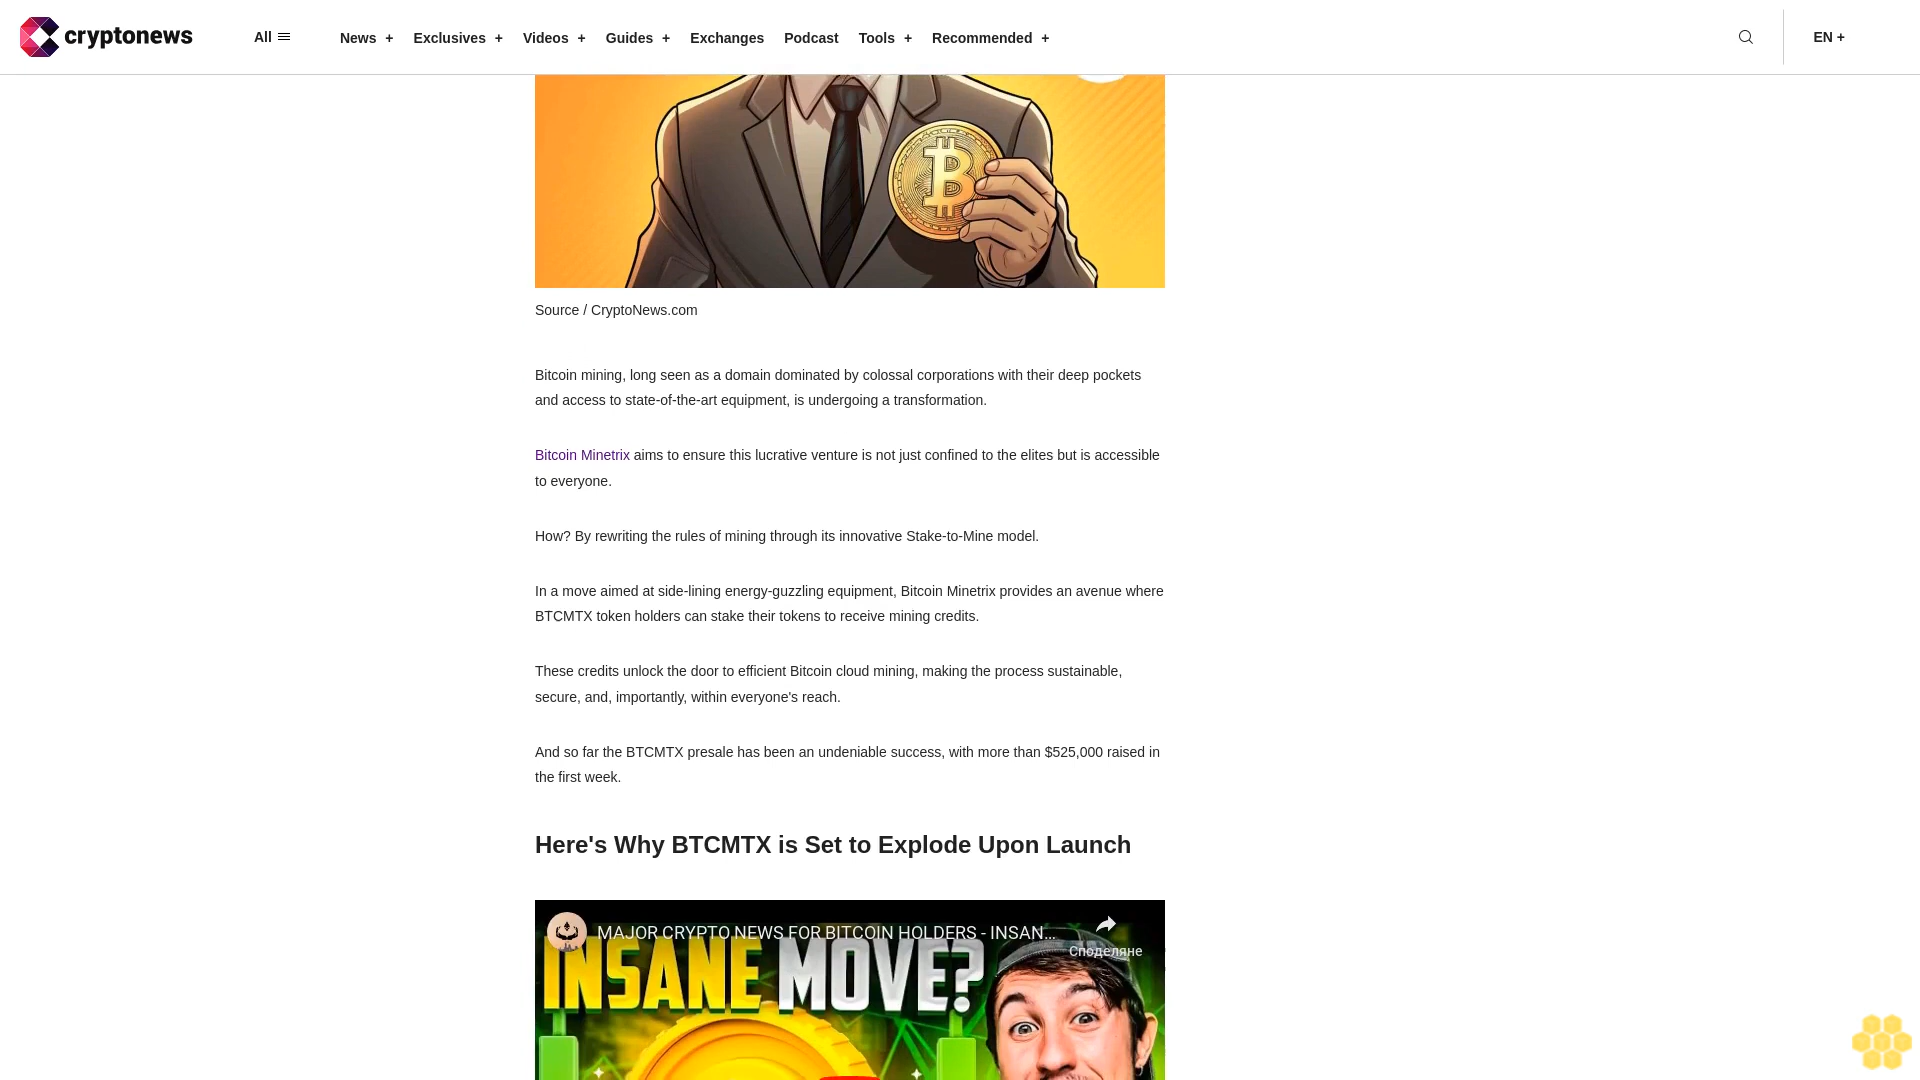 cryptonews
All
News + Exclusives + Videos + Guides + Exchanges Podcast Tools + Recommended +
EN +
Source / CryptoNews.com
Bitcoin mining, long seen as a domain dominated by colossal corporations with their deep pockets
and access to state-of-the-art equipment, is undergoing a transformation.
Bitcoin Minetrix aims to ensure this lucrative venture is not just confined to the elites but is accessible
to everyone.
How? By rewriting the rules of mining through its innovative Stake-to-Mine model.
In a move aimed at side-lining energy-guzzling equipment, Bitcoin Minetrix provides an avenue where
BTCMTX token holders can stake their tokens to receive mining credits.
These credits unlock the door to efficient Bitcoin cloud mining, making the process sustainable,
secure, and, importantly, within everyone's reach.
And so far the BTCMTX presale has been an undeniable success, with more than $525,000 raised in
the first week.
Here's Why BTCMTX is Set to Explode Upon Launch
MAJOR CRYPTO NEWS FOR BITCOIN HOLDERS - INSAN...
Споделяне
INSANE MOVE?